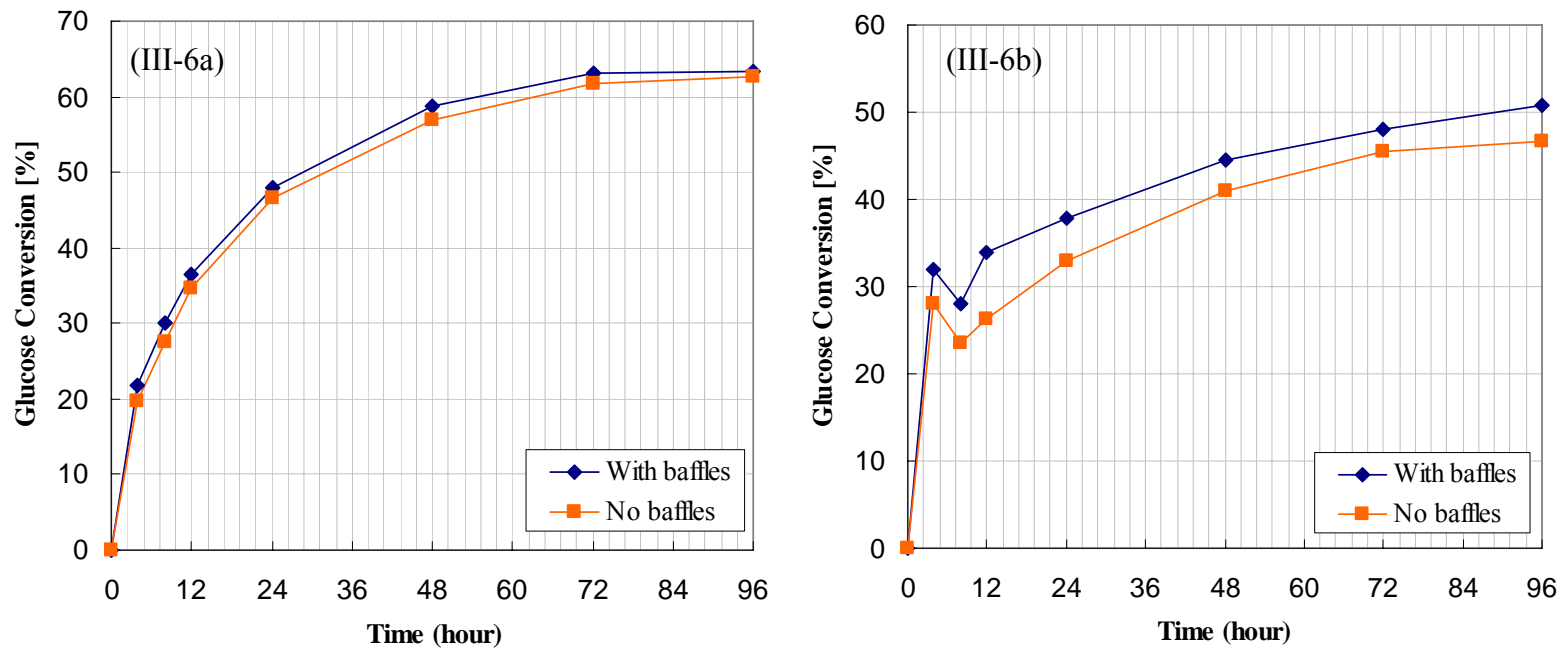 (III-6a)
Glucose Conversion [%]
70
60
50
40
30
20
10
0
0 12 24 36 48 60 72 84 96
Time (hour)
With baffles
No baffles
(III-6b)
Glucose Conversion [%]
60
50
40
30
20
10
0
0 12 24 36 48 60 72 84 96
Time (hour)
With baffles
No baffles